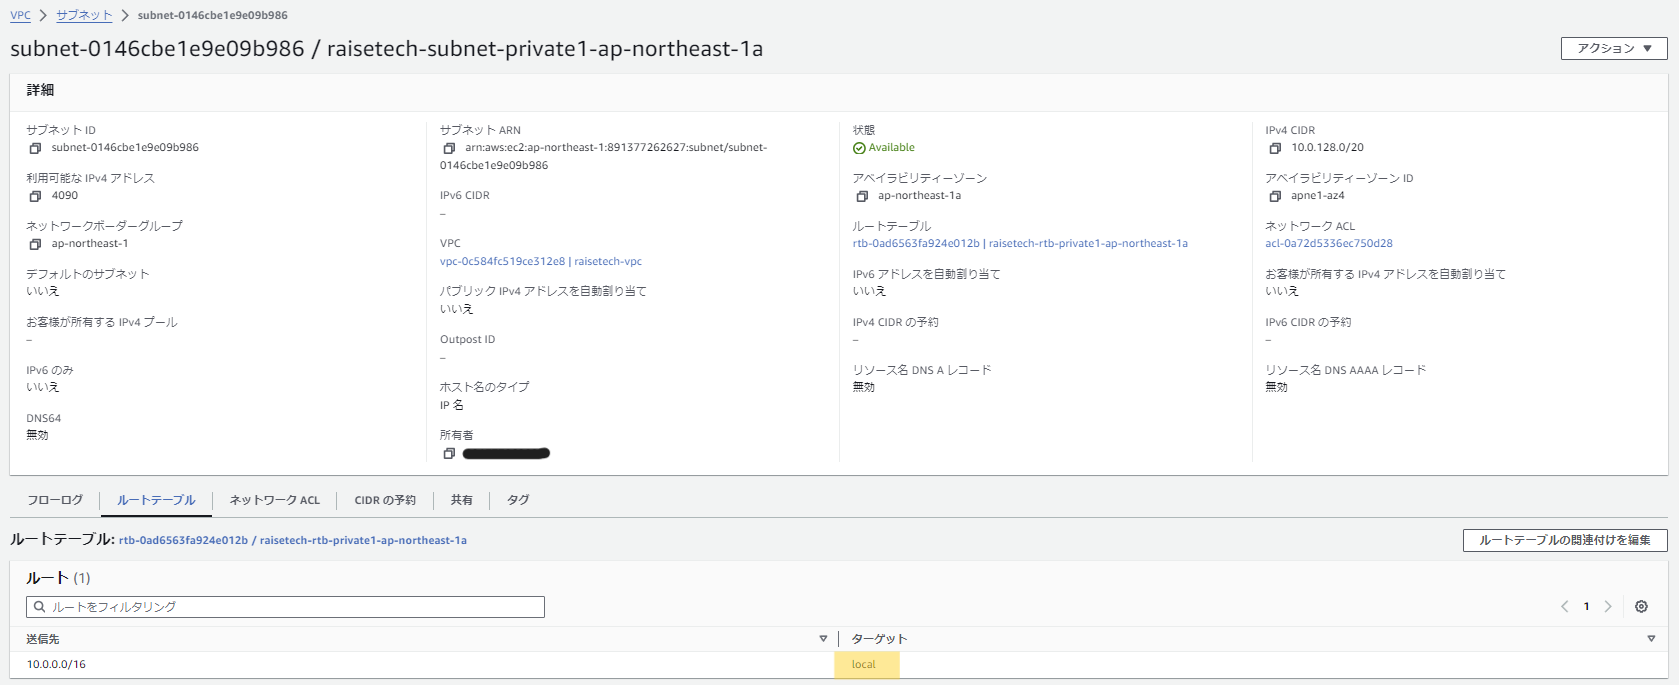 VPC > サブネット > subnet-0146cbe1e9e09b986
subnet-0146cbe1e9e09b986 / raisetech-subnet-private1-ap-northeast-1a
アクション ▼
詳細
サブネット ID
subnet-0146cbe1e9e09b986
利用可能な IPv4 アドレス
4090
ネットワークボーダーグループ
ap-northeast-1
デフォルトのサブネット
いいえ
お客様が所有する IPv4 プール
–
IPv6 のみ
いいえ
DNS64
無効
サブネット ARN
arn:aws:ec2:ap-northeast-1:891377262627:subnet/subnet-
0146cbe1e9e09b986
IPv6 CIDR
–
VPC
vpc-0c584fc519ce312e8 | raisetech-vpc
パブリック IPv4 アドレスを自動割り当て
いいえ
Outpost ID
–
ホスト名のタイプ
IP 名
所有者
状態
Available
アベイラビリティーゾーン
ap-northeast-1a
ルートテーブル
rtb-0ad6563fa924e012b | raisetech-rtb-private1-ap-northeast-1a
IPv6 アドレスを自動割り当て
いいえ
IPv4 CIDR の予約
–
リソース名 DNS A レコード
無効
IPv4 CIDR
10.0.128.0/20
アベイラビリティーゾーン ID
apne1-az4
ネットワーク ACL
acl-0a72d5336ec750d28
お客様が所有する IPv4 アドレスを自動割り当て
いいえ
IPv6 CIDR の予約
–
リソース名 DNS AAAA レコード
無効
フローログ ルートテーブル ネットワーク ACL CIDR の予約 共有 タグ
ルートテーブル: rtb-0ad6563fa924e012b / raisetech-rtb-private1-ap-northeast-1a
ルートテーブルの関連付けを編集
ルート (1)
ルートをフィルタリング
1
送信先 ターゲット
10.0.0.0/16 local